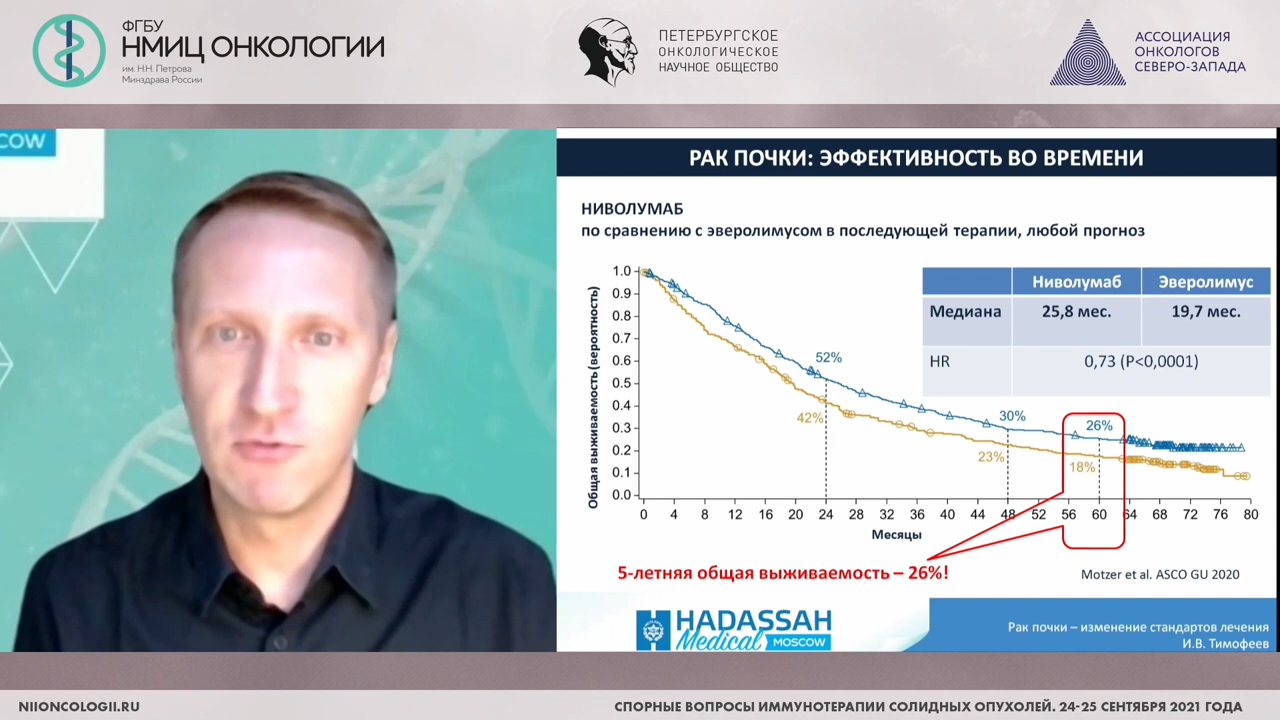 ФГБУ
НМИЦ ОНКОЛОГИИ
им. Н.Н. Петрова
Минздрава России
ПЕТЕРБУРГСКОЕ
ОНКОЛОГИЧЕСКОЕ
НАУЧНОЕ ОБЩЕСТВО
АССОЦИАЦИЯ
ОНКОЛОГОВ
СЕВЕРО-ЗАПАДА
COW
РАК ПОЧКИ: ЭФФЕКТИВНОСТЬ ВО ВРЕМЕНИ
НИВОЛУМАБ
по сравнению с эверолимусом в последующей терапии, любой прогноз
Общая выживаемость (вероятность)
1.0
0.9
0.8
0.7
0.6
0.5
0.4
0.3
0.2
0.1
0.0
52%
42%
30%
23%
26%
18%
Ниволумаб Эверолимус
Медиана 25,8 мес. 19,7 мес.
HR 0,73 (P<0,0001)
0 4 8 12 16 20 24 28 32 36 40 44 48 52 56 60 64 68 72 76 80
Месяцы
5-летняя общая выживаемость – 26%!
Motzer et al. ASCO GU 2020
HADASSAH
Medical MOSCOW
Рак почки – изменение стандартов лечения
И.В. Тимофеев
NIIONCOLOGII.RU
СПОРНЫЕ ВОПРОСЫ ИММУНОТЕРАПИИ СОЛИДНЫХ ОПУХОЛЕЙ. 24-25 СЕНТЯБРЯ 2021 ГОДА